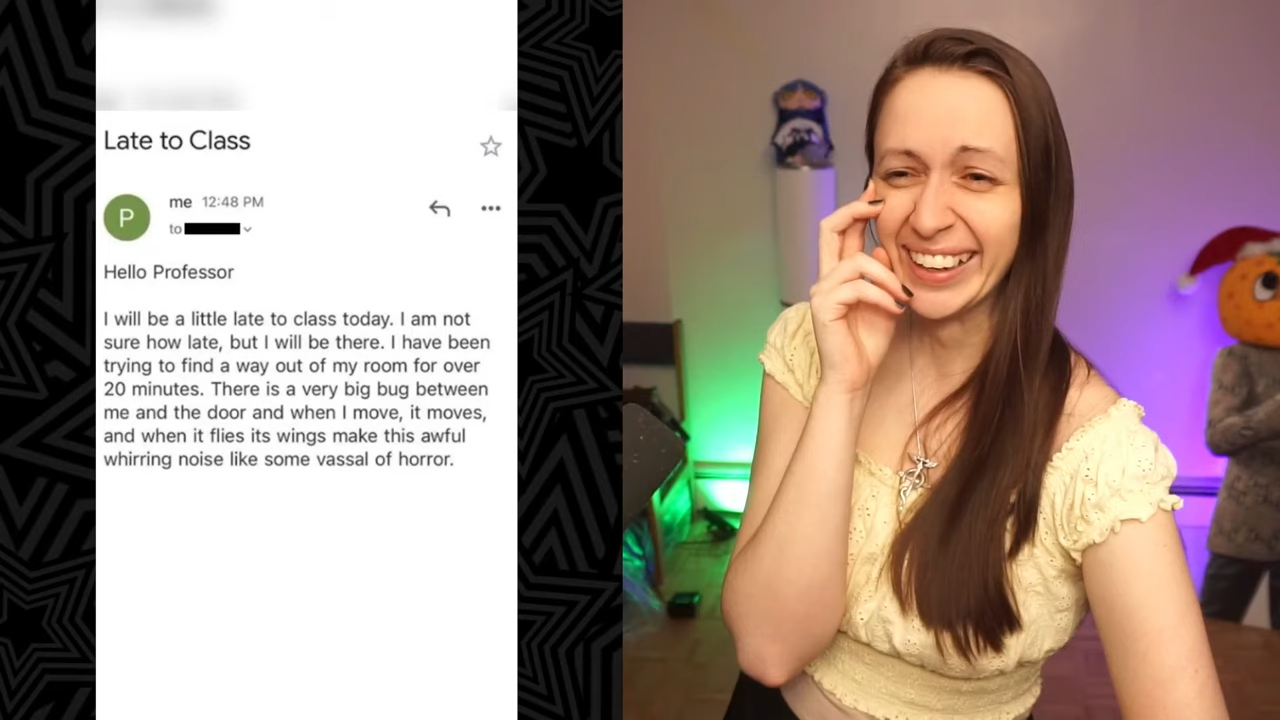 Late to Class
P
me 12:48 PM
to
Hello Professor
I will be a little late to class today. I am not
sure how late, but I will be there. I have been
trying to find a way out of my room for over
20 minutes. There is a very big bug between
me and the door and when I move, it moves,
and when it flies its wings make this awful
whirring noise like some vassal of horror.